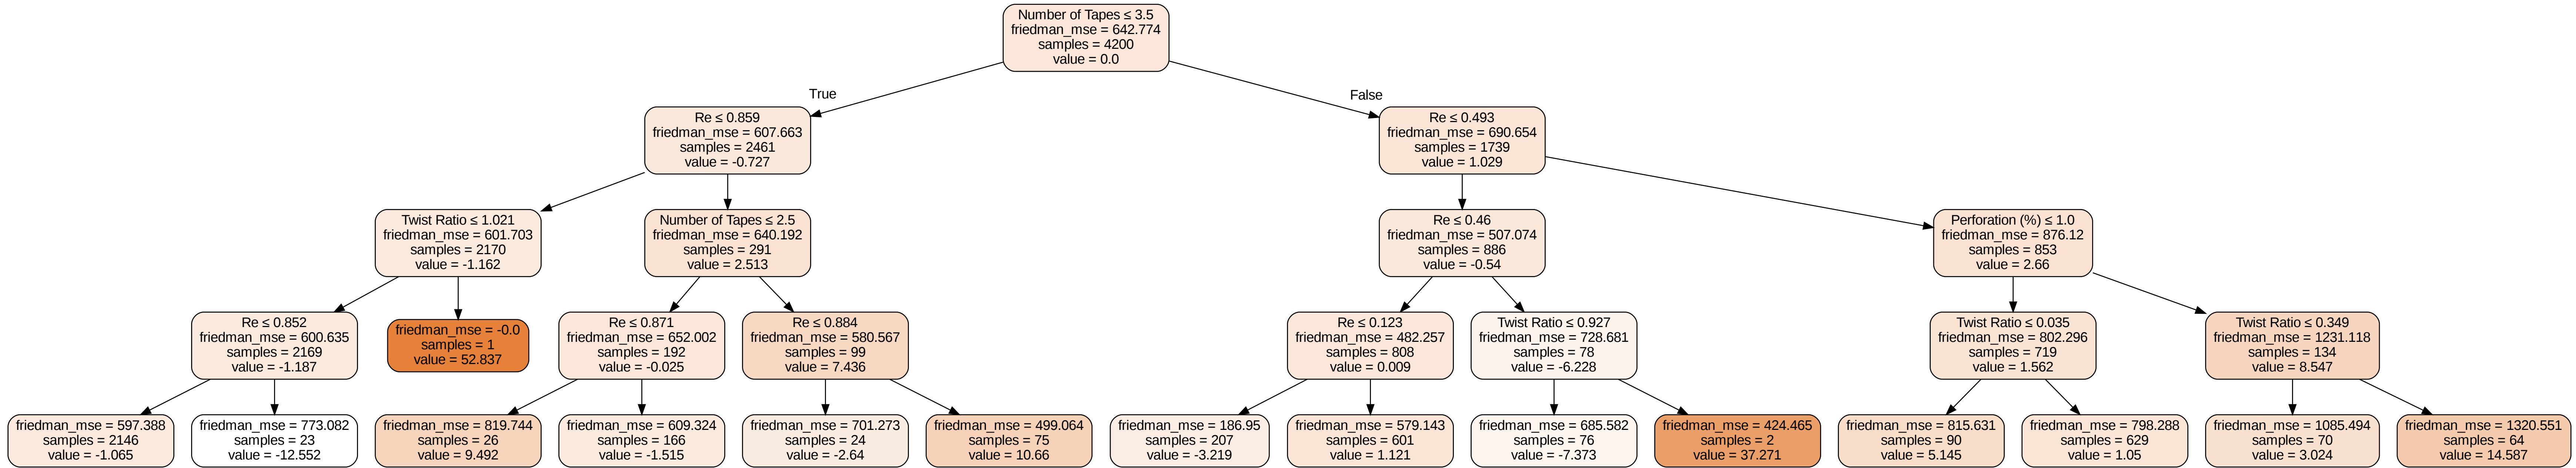 Number of Tapes ≤ 3.5
friedman_mse = 642.774
samples = 4200
value = 0.0
True
False
Re ≤ 0.859
friedman_mse = 607.663
samples = 2461
value = -0.727
Re ≤ 0.493
friedman_mse = 690.654
samples = 1739
value = 1.029
Twist Ratio ≤ 1.021
friedman_mse = 601.703
samples = 2170
value = -1.162
Number of Tapes ≤ 2.5
friedman_mse = 640.192
samples = 291
value = 2.513
Re ≤ 0.46
friedman_mse = 507.074
samples = 886
value = -0.54
Perforation (%) ≤ 1.0
friedman_mse = 876.12
samples = 853
value = 2.66
Re ≤ 0.852
friedman_mse = 600.635
samples = 2169
value = -1.187
friedman_mse = -0.0
samples = 1
value = 52.837
Re ≤ 0.871
friedman_mse = 652.002
samples = 192
value = -0.025
Re ≤ 0.884
friedman_mse = 580.567
samples = 99
value = 7.436
Re ≤ 0.123
friedman_mse = 482.257
samples = 808
value = 0.009
Twist Ratio ≤ 0.927
friedman_mse = 728.681
samples = 78
value = -6.228
Twist Ratio ≤ 0.035
friedman_mse = 802.296
samples = 719
value = 1.562
Twist Ratio ≤ 0.349
friedman_mse = 1231.118
samples = 134
value = 8.547
friedman_mse = 597.388
samples = 2146
value = -1.065
friedman_mse = 773.082
samples = 23
value = -12.552
friedman_mse = 819.744
samples = 26
value = 9.492
friedman_mse = 609.324
samples = 166
value = -1.515
friedman_mse = 701.273
samples = 24
value = -2.64
friedman_mse = 499.064
samples = 75
value = 10.66
friedman_mse = 186.95
samples = 207
value = -3.219
friedman_mse = 579.143
samples = 601
value = 1.121
friedman_mse = 685.582
samples = 76
value = -7.373
friedman_mse = 424.465
samples = 2
value = 37.271
friedman_mse = 815.631
samples = 90
value = 5.145
friedman_mse = 798.288
samples = 629
value = 1.05
friedman_mse = 1085.494
samples = 70
value = 3.024
friedman_mse = 1320.551
samples = 64
value = 14.587